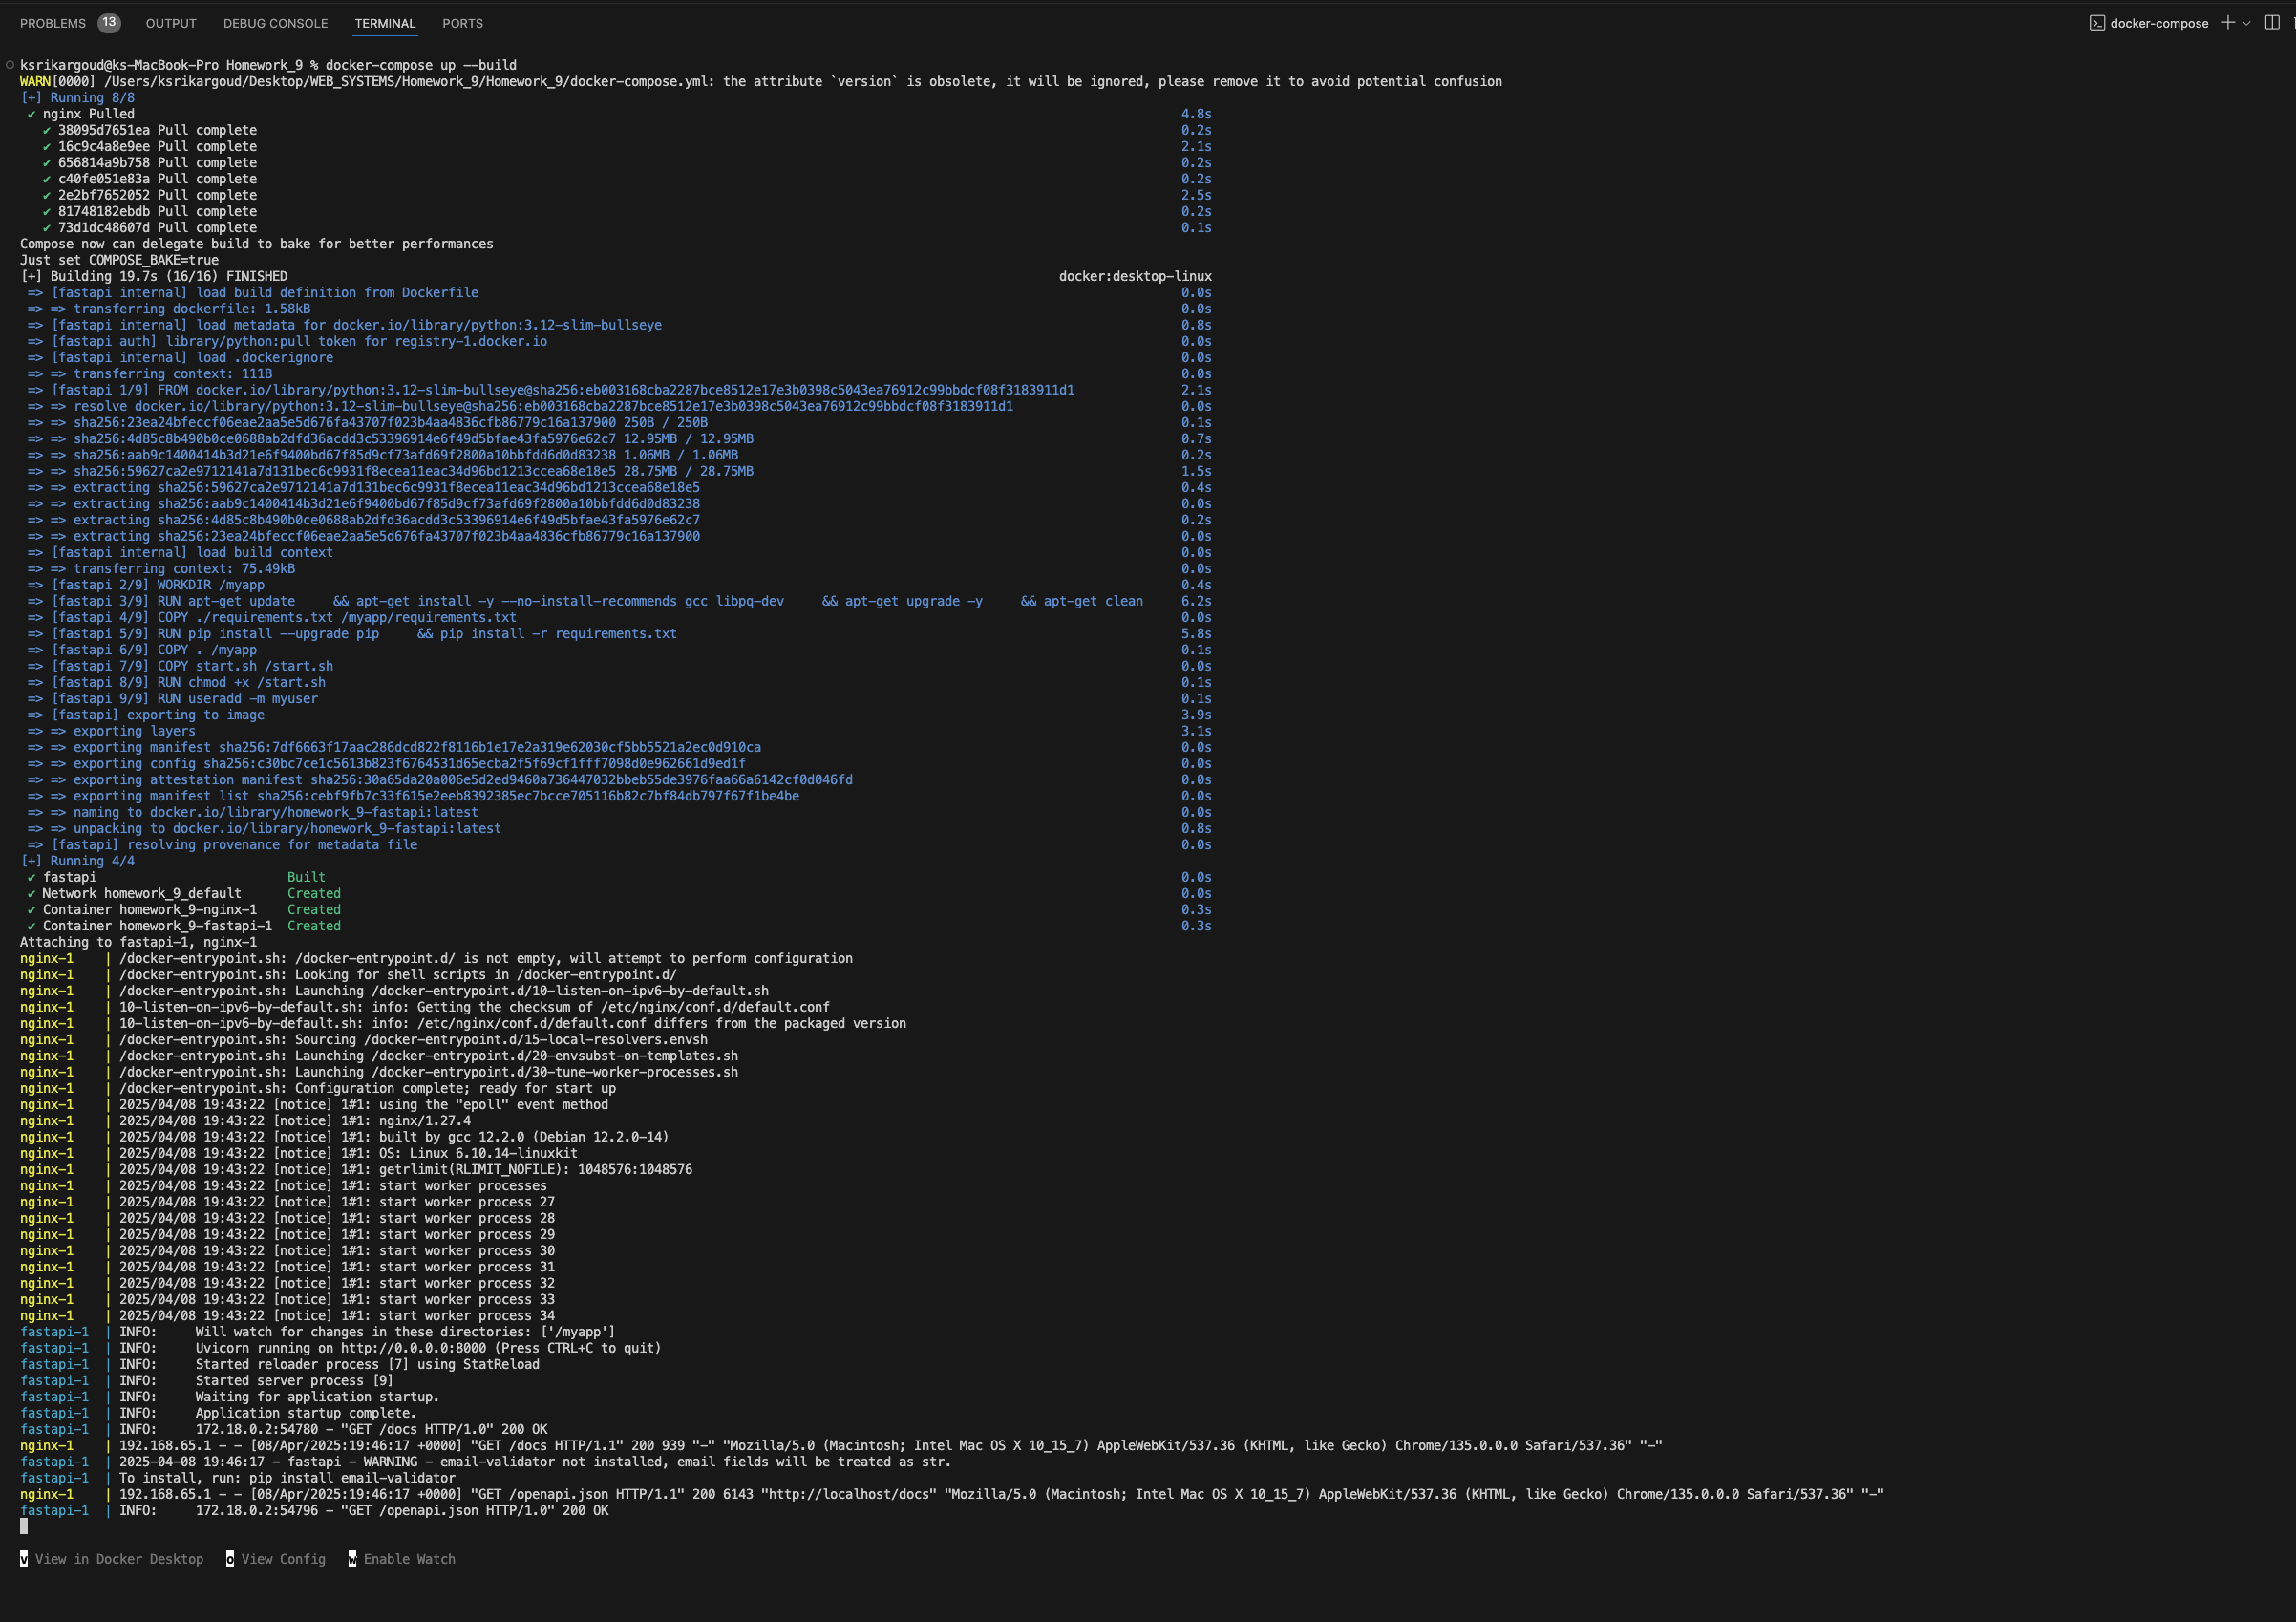 PROBLEMS 13 OUTPUT DEBUG CONSOLE TERMINAL PORTS docker-compose
ksrikargoud@ks-MacBook-Pro Homework_9 % docker-compose up --build
WARN[0000] /Users/ksrikargoud/Desktop/WEB_SYSTEMS/Homework_9/Homework_9/docker-compose.yml: the attribute `version` is obsolete, it will be ignored, please remove it to avoid potential confusion
[+] Running 8/8
✔ nginx Pulled 4.8s
✔ 38095d7651ea Pull complete 0.2s
✔ 16c9c4a8e9ee Pull complete 2.1s
✔ 656814a9b758 Pull complete 0.2s
✔ c40fe051e83a Pull complete 0.2s
✔ 2e2bf7652052 Pull complete 2.5s
✔ 81748182ebdb Pull complete 0.2s
✔ 73d1dc48607d Pull complete 0.1s
Compose now can delegate build to bake for better performances
Just set COMPOSE_BAKE=true
[+] Building 19.7s (16/16) FINISHED docker:desktop-linux
=> [fastapi internal] load build definition from Dockerfile 0.0s
=> => transferring dockerfile: 1.58kB 0.0s
=> [fastapi internal] load metadata for docker.io/library/python:3.12-slim-bullseye 0.8s
=> [fastapi auth] library/python:pull token for registry-1.docker.io 0.0s
=> [fastapi internal] load .dockerignore 0.0s
=> => transferring context: 111B 0.0s
=> [fastapi 1/9] FROM docker.io/library/python:3.12-slim-bullseye@sha256:eb003168cba2287bce8512e17e3b0398c5043ea76912c99bbdcf08f3183911d1 2.1s
=> => resolve docker.io/library/python:3.12-slim-bullseye@sha256:eb003168cba2287bce8512e17e3b0398c5043ea76912c99bbdcf08f3183911d1 0.0s
=> => sha256:23ea24bfeccf06eae2aa5e5d676fa43707f023b4aa4836cfb86779c16a137900 250B / 250B 0.1s
=> => sha256:4d85c8b490b0ce0688ab2dfd36acdd3c53396914e6f49d5bfae43fa5976e62c7 12.95MB / 12.95MB 0.7s
=> => sha256:aab9c1400414b3d21e6f9400bd67f85d9cf73afd69f2800a10bbfdd6d0d83238 1.06MB / 1.06MB 0.2s
=> => sha256:59627ca2e9712141a7d131bec6c9931f8ecea11eac34d96bd1213ccea68e18e5 28.75MB / 28.75MB 1.5s
=> => extracting sha256:59627ca2e9712141a7d131bec6c9931f8ecea11eac34d96bd1213ccea68e18e5 0.4s
=> => extracting sha256:aab9c1400414b3d21e6f9400bd67f85d9cf73afd69f2800a10bbfdd6d0d83238 0.0s
=> => extracting sha256:4d85c8b490b0ce0688ab2dfd36acdd3c53396914e6f49d5bfae43fa5976e62c7 0.2s
=> => extracting sha256:23ea24bfeccf06eae2aa5e5d676fa43707f023b4aa4836cfb86779c16a137900 0.0s
=> [fastapi internal] load build context 0.0s
=> => transferring context: 75.49kB 0.0s
=> [fastapi 2/9] WORKDIR /myapp 0.4s
=> [fastapi 3/9] RUN apt-get update && apt-get install -y --no-install-recommends gcc libpq-dev && apt-get upgrade -y && apt-get clean 6.2s
=> [fastapi 4/9] COPY ./requirements.txt /myapp/requirements.txt 0.0s
=> [fastapi 5/9] RUN pip install --upgrade pip && pip install -r requirements.txt 5.8s
=> [fastapi 6/9] COPY . /myapp 0.1s
=> [fastapi 7/9] COPY start.sh /start.sh 0.0s
=> [fastapi 8/9] RUN chmod +x /start.sh 0.1s
=> [fastapi 9/9] RUN useradd -m myuser 0.1s
=> [fastapi] exporting to image 3.9s
=> => exporting layers 3.1s
=> => exporting manifest sha256:7df6663f17aac286dcd822f8116b1e17e2a319e62030cf5bb5521a2ec0d910ca 0.0s
=> => exporting config sha256:c30bc7ce1c5613b823f6764531d65ecba2f5f69cf1fff7098d0e962661d9ed1f 0.0s
=> => exporting attestation manifest sha256:30a65da20a006e5d2ed9460a736447032bbeb55de3976faa66a6142cf0d046fd 0.0s
=> => exporting manifest list sha256:cebf9fb7c33f615e2eeb8392385ec7bcce705116b82c7bf84db797f67f1be4be 0.0s
=> => naming to docker.io/library/homework_9-fastapi:latest 0.0s
=> => unpacking to docker.io/library/homework_9-fastapi:latest 0.8s
=> [fastapi] resolving provenance for metadata file 0.0s
[+] Running 4/4
✔ fastapi Built 0.0s
✔ Network homework_9_default Created 0.0s
✔ Container homework_9-nginx-1 Created 0.3s
✔ Container homework_9-fastapi-1 Created 0.3s
Attaching to fastapi-1, nginx-1
nginx-1 | /docker-entrypoint.sh: /docker-entrypoint.d/ is not empty, will attempt to perform configuration
nginx-1 | /docker-entrypoint.sh: Looking for shell scripts in /docker-entrypoint.d/
nginx-1 | /docker-entrypoint.sh: Launching /docker-entrypoint.d/10-listen-on-ipv6-by-default.sh
nginx-1 | 10-listen-on-ipv6-by-default.sh: info: Getting the checksum of /etc/nginx/conf.d/default.conf
nginx-1 | 10-listen-on-ipv6-by-default.sh: info: /etc/nginx/conf.d/default.conf differs from the packaged version
nginx-1 | /docker-entrypoint.sh: Sourcing /docker-entrypoint.d/15-local-resolvers.envsh
nginx-1 | /docker-entrypoint.sh: Launching /docker-entrypoint.d/20-envsubst-on-templates.sh
nginx-1 | /docker-entrypoint.sh: Launching /docker-entrypoint.d/30-tune-worker-processes.sh
nginx-1 | /docker-entrypoint.sh: Configuration complete; ready for start up
nginx-1 | 2025/04/08 19:43:22 [notice] 1#1: using the "epoll" event method
nginx-1 | 2025/04/08 19:43:22 [notice] 1#1: nginx/1.27.4
nginx-1 | 2025/04/08 19:43:22 [notice] 1#1: built by gcc 12.2.0 (Debian 12.2.0-14)
nginx-1 | 2025/04/08 19:43:22 [notice] 1#1: OS: Linux 6.10.14-linuxkit
nginx-1 | 2025/04/08 19:43:22 [notice] 1#1: getrlimit(RLIMIT_NOFILE): 1048576:1048576
nginx-1 | 2025/04/08 19:43:22 [notice] 1#1: start worker processes
nginx-1 | 2025/04/08 19:43:22 [notice] 1#1: start worker process 27
nginx-1 | 2025/04/08 19:43:22 [notice] 1#1: start worker process 28
nginx-1 | 2025/04/08 19:43:22 [notice] 1#1: start worker process 29
nginx-1 | 2025/04/08 19:43:22 [notice] 1#1: start worker process 30
nginx-1 | 2025/04/08 19:43:22 [notice] 1#1: start worker process 31
nginx-1 | 2025/04/08 19:43:22 [notice] 1#1: start worker process 32
nginx-1 | 2025/04/08 19:43:22 [notice] 1#1: start worker process 33
nginx-1 | 2025/04/08 19:43:22 [notice] 1#1: start worker process 34
fastapi-1 | INFO: Will watch for changes in these directories: ['/myapp']
fastapi-1 | INFO: Uvicorn running on http://0.0.0.0:8000 (Press CTRL+C to quit)
fastapi-1 | INFO: Started reloader process [7] using StatReload
fastapi-1 | INFO: Started server process [9]
fastapi-1 | INFO: Waiting for application startup.
fastapi-1 | INFO: Application startup complete.
fastapi-1 | INFO: 172.18.0.2:54780 - "GET /docs HTTP/1.0" 200 OK
nginx-1 | 192.168.65.1 - - [08/Apr/2025:19:46:17 +0000] "GET /docs HTTP/1.1" 200 939 "-" "Mozilla/5.0 (Macintosh; Intel Mac OS X 10_15_7) AppleWebKit/537.36 (KHTML, like Gecko) Chrome/135.0.0.0 Safari/537.36" "-"
fastapi-1 | 2025-04-08 19:46:17 - fastapi - WARNING - email-validator not installed, email fields will be treated as str.
fastapi-1 | To install, run: pip install email-validator
nginx-1 | 192.168.65.1 - - [08/Apr/2025:19:46:17 +0000] "GET /openapi.json HTTP/1.1" 200 6143 "http://localhost/docs" "Mozilla/5.0 (Macintosh; Intel Mac OS X 10_15_7) AppleWebKit/537.36 (KHTML, like Gecko) Chrome/135.0.0.0 Safari/537.36" "-"
fastapi-1 | INFO: 172.18.0.2:54796 - "GET /openapi.json HTTP/1.0" 200 OK
v View in Docker Desktop o View Config w Enable Watch